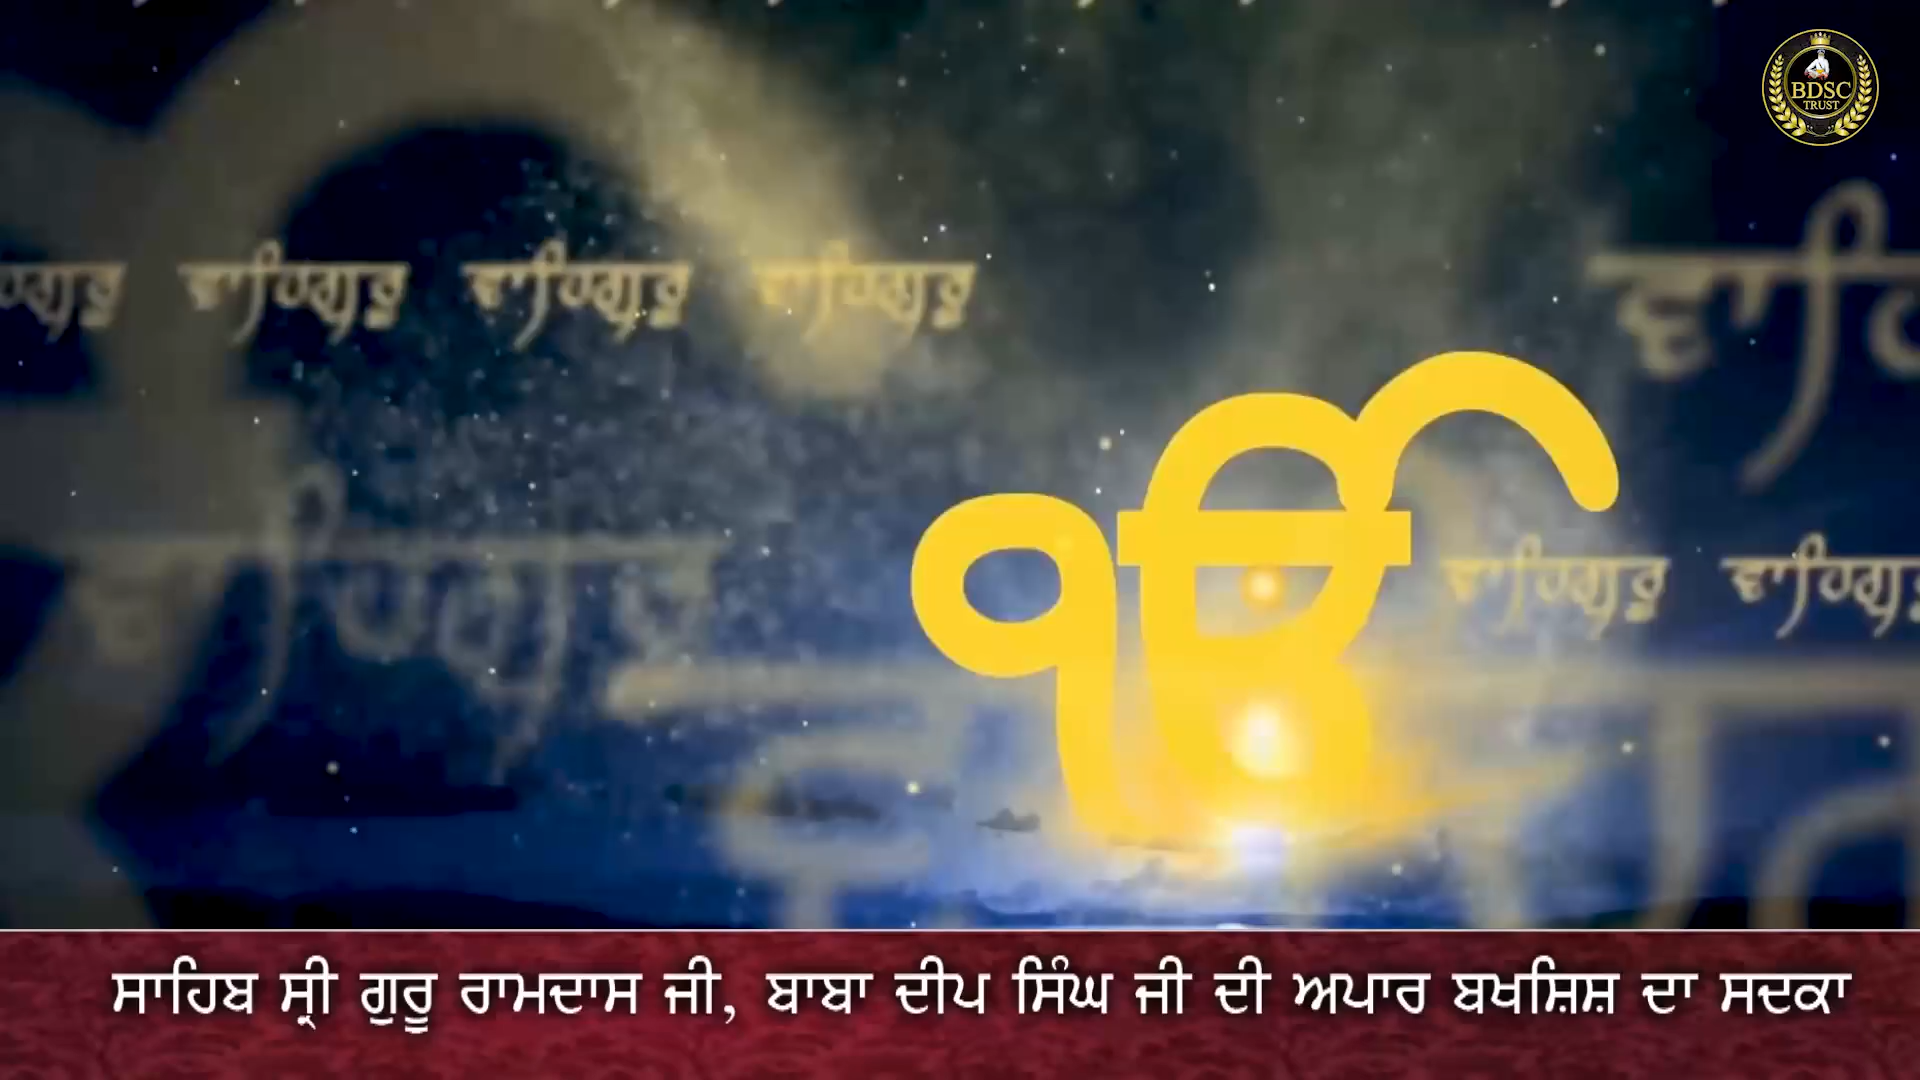 BDSC
TRUST
ਵਾਹਿਗੁਰੂ ਵਾਹਿਗੁਰੂ ਵਾਹਿਗੁਰੂ
ੴ
ਵਾਹਿਗੁਰੂ
ਵਾਹਿਗੁਰੂ
ਸਾਹਿਬ ਸ੍ਰੀ ਗੁਰੂ ਰਾਮਦਾਸ ਜੀ, ਬਾਬਾ ਦੀਪ ਸਿੰਘ ਜੀ ਦੀ ਅਪਾਰ ਬਖਸ਼ਿਸ਼ ਦਾ ਸਦਕਾ